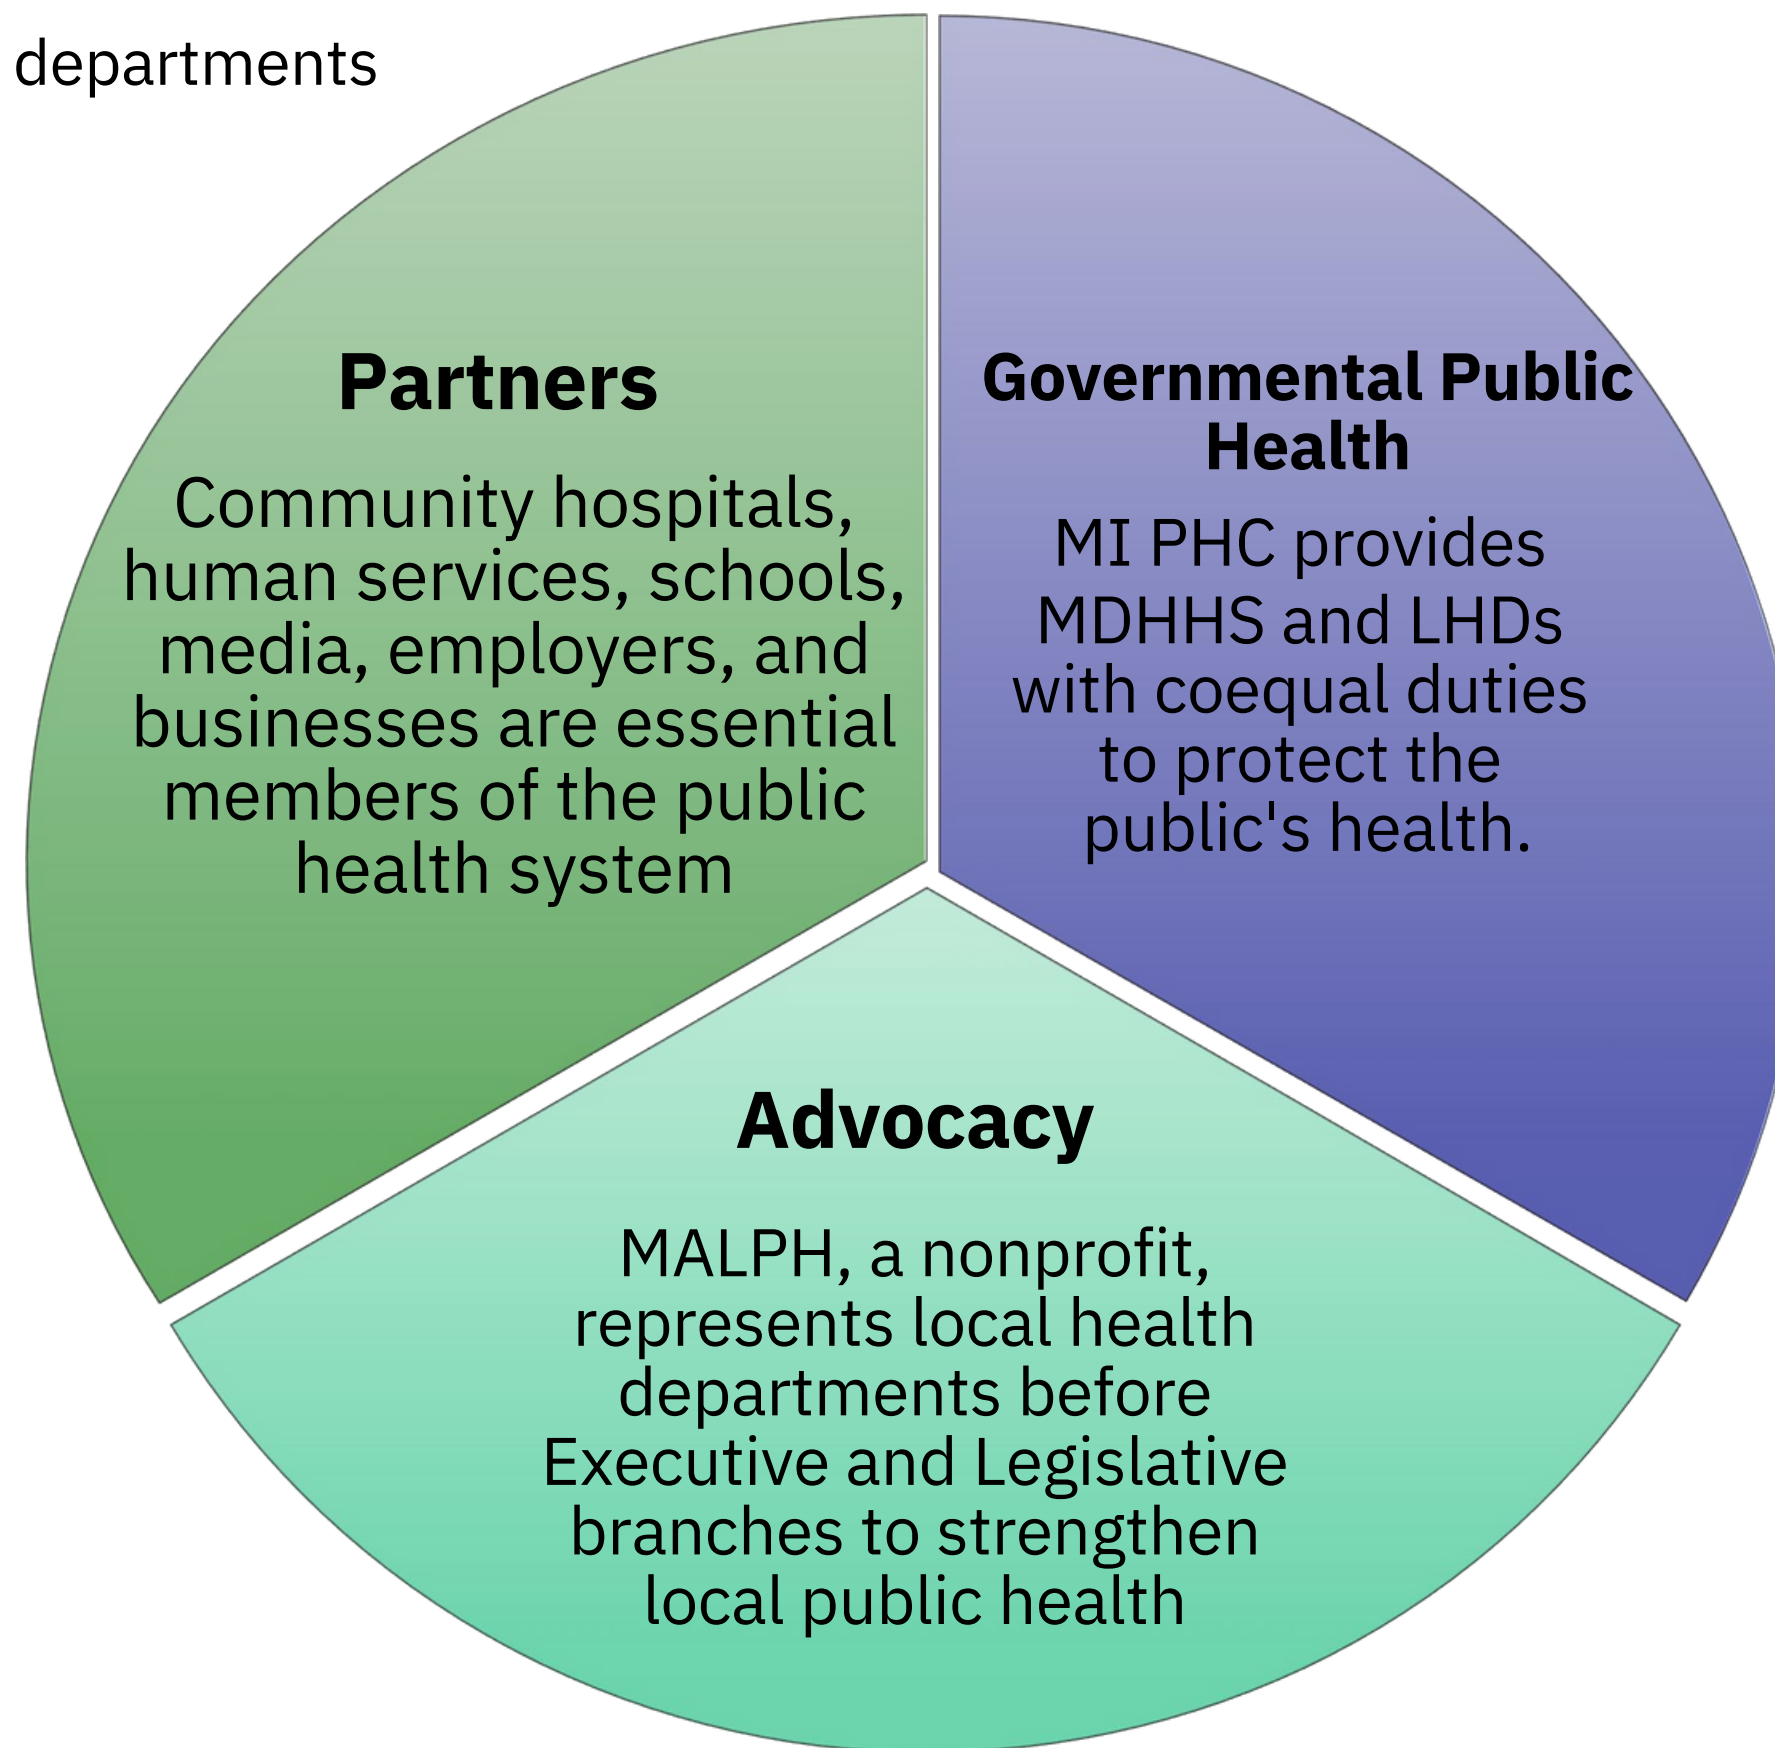 departments
Partners
Community hospitals,
human services, schools,
media, employers, and
businesses are essential
members of the public
health system
Governmental Public
Health
MI PHC provides
MDHHS and LHDs
with coequal duties
to protect the
public's health.
Advocacy
MALPH, a nonprofit,
represents local health
departments before
Executive and Legislative
branches to strengthen
local public health